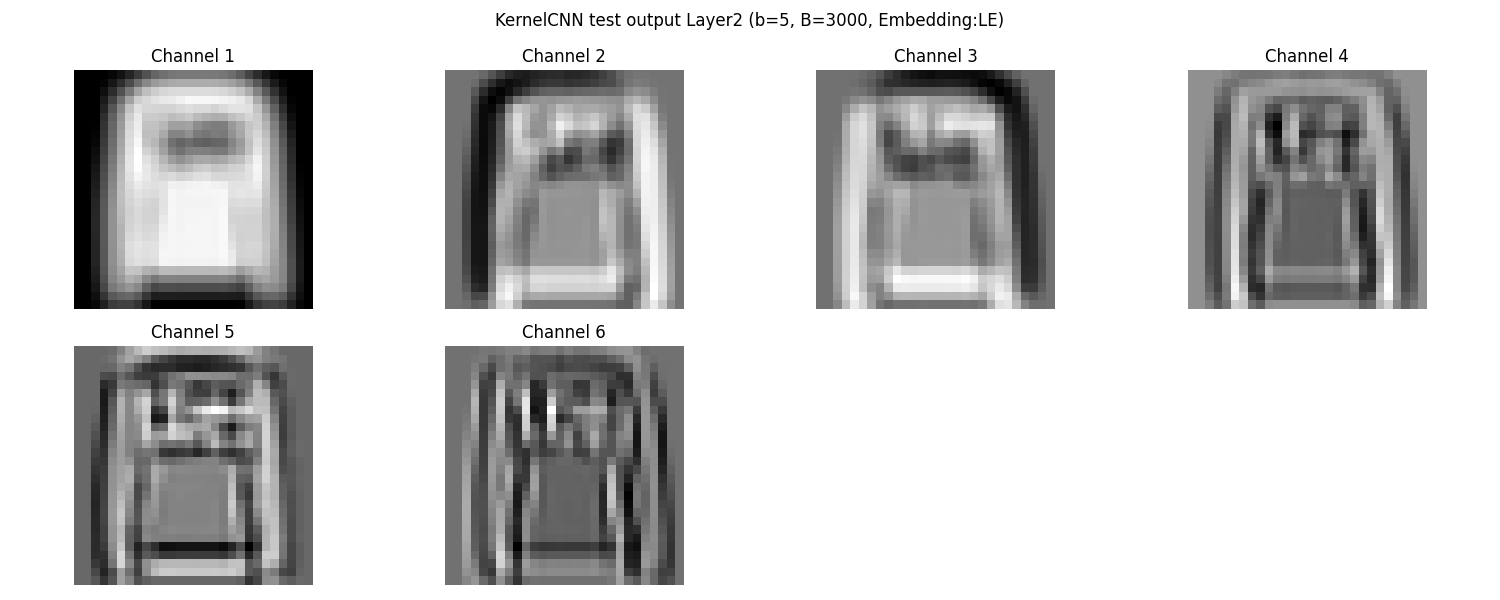 KernelCNN test output Layer2 (b=5, B=3000, Embedding:LE)
Channel 1
Channel 2
Channel 3
Channel 4
Channel 5
Channel 6